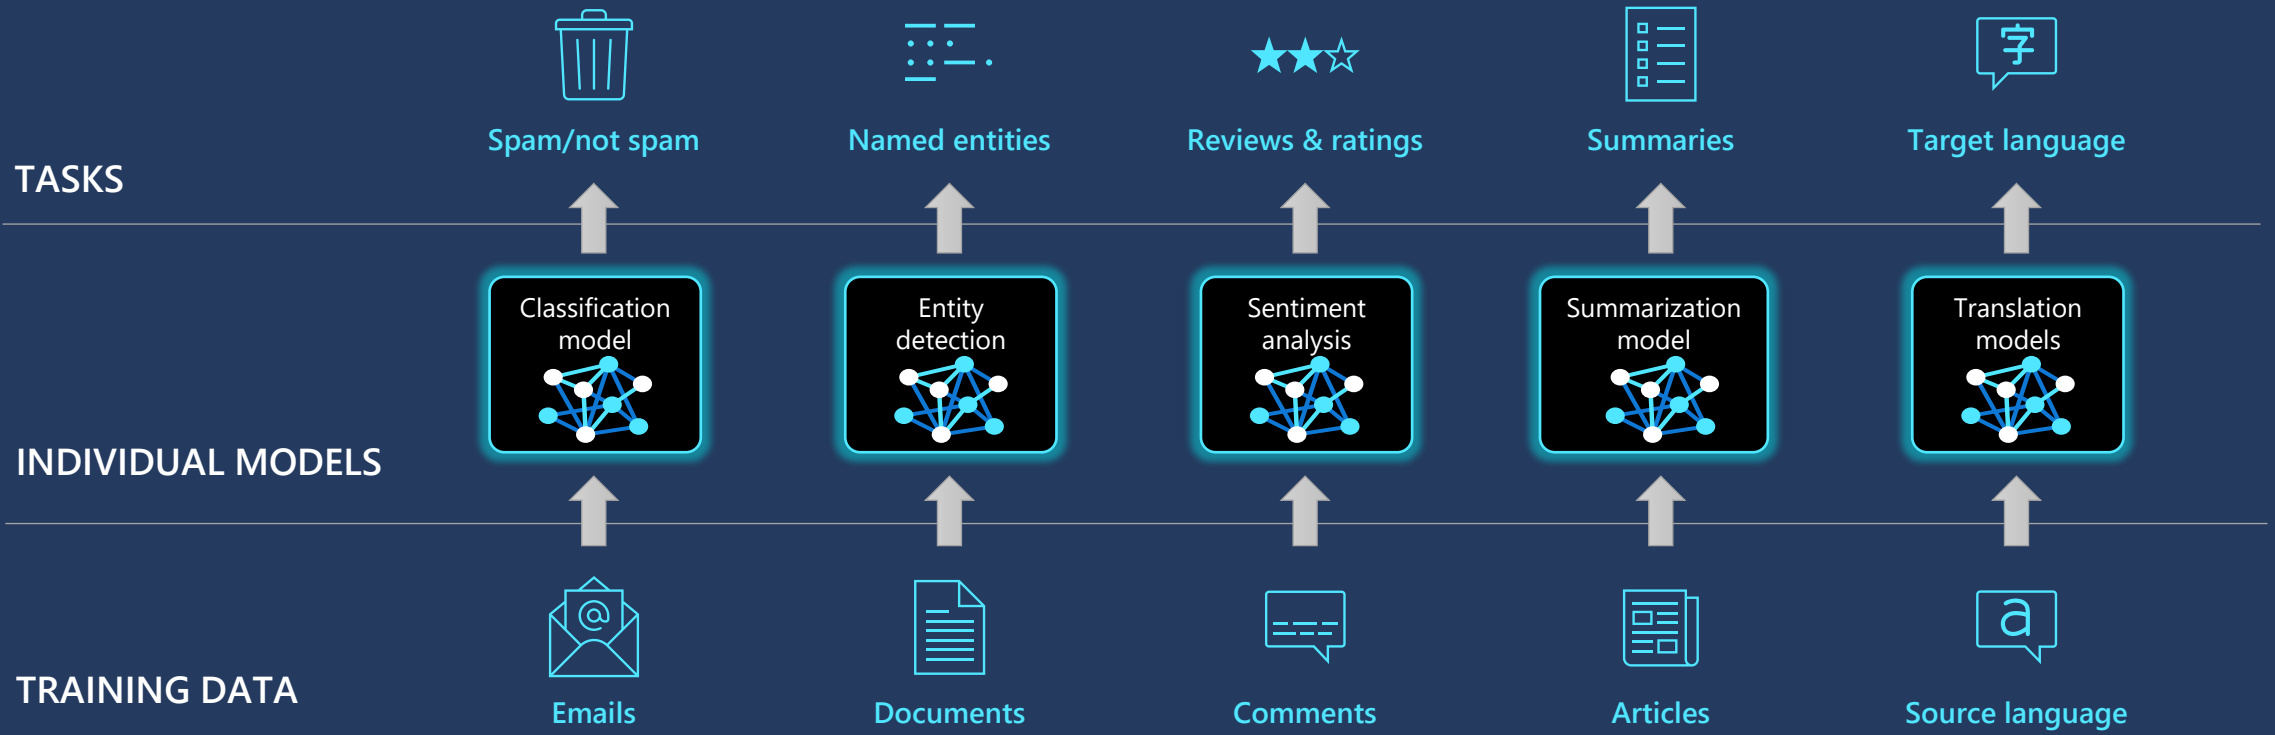 字
Spam/not spam
Named entities
Reviews & ratings
Summaries
Target language
TASKS
Classification
model
Entity
detection
Sentiment
analysis
Summarization
model
Translation
models
INDIVIDUAL MODELS
@
a
TRAINING DATA
Emails
Documents
Comments
Articles
Source language